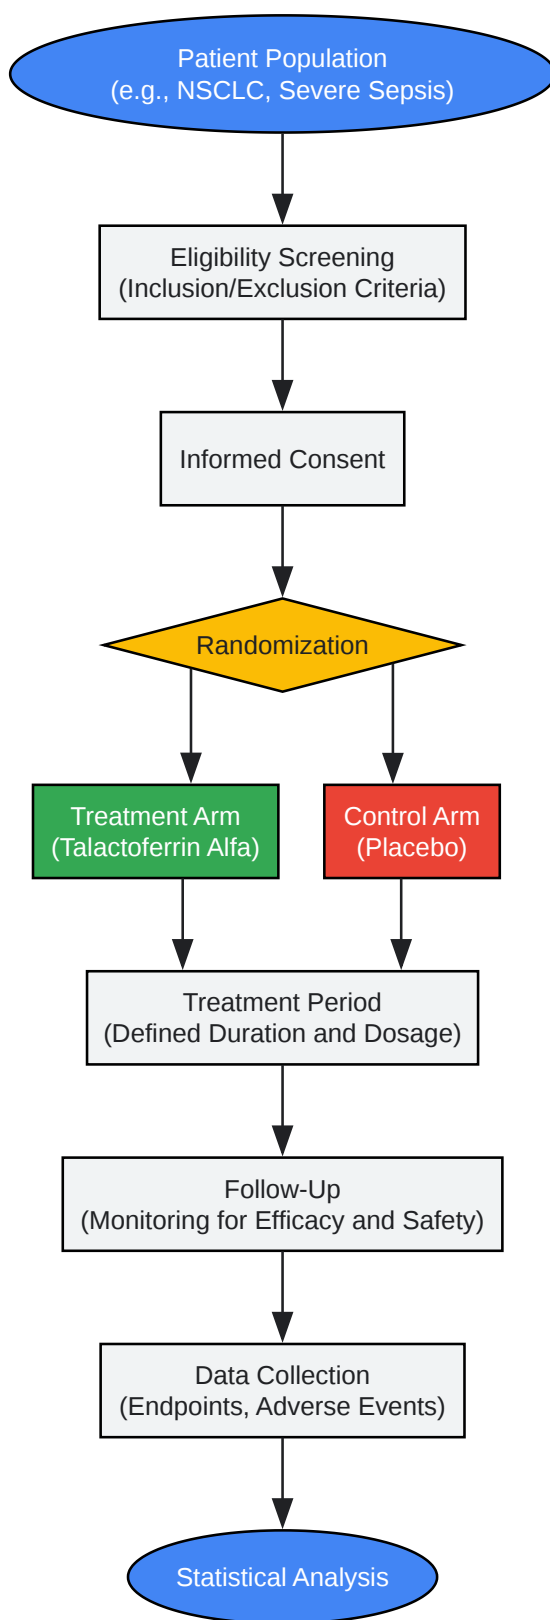 Patient Population
(e.g., NSCLC, Severe Sepsis)
Eligibility Screening
(Inclusion/Exclusion Criteria)
Informed Consent
Randomization
Treatment Arm
(Talactoferrin Alfa)
Control Arm
(Placebo)
Treatment Period
(Defined Duration and Dosage)
Follow-Up
(Monitoring for Efficacy and Safety)
Data Collection
(Endpoints, Adverse Events)
Statistical Analysis